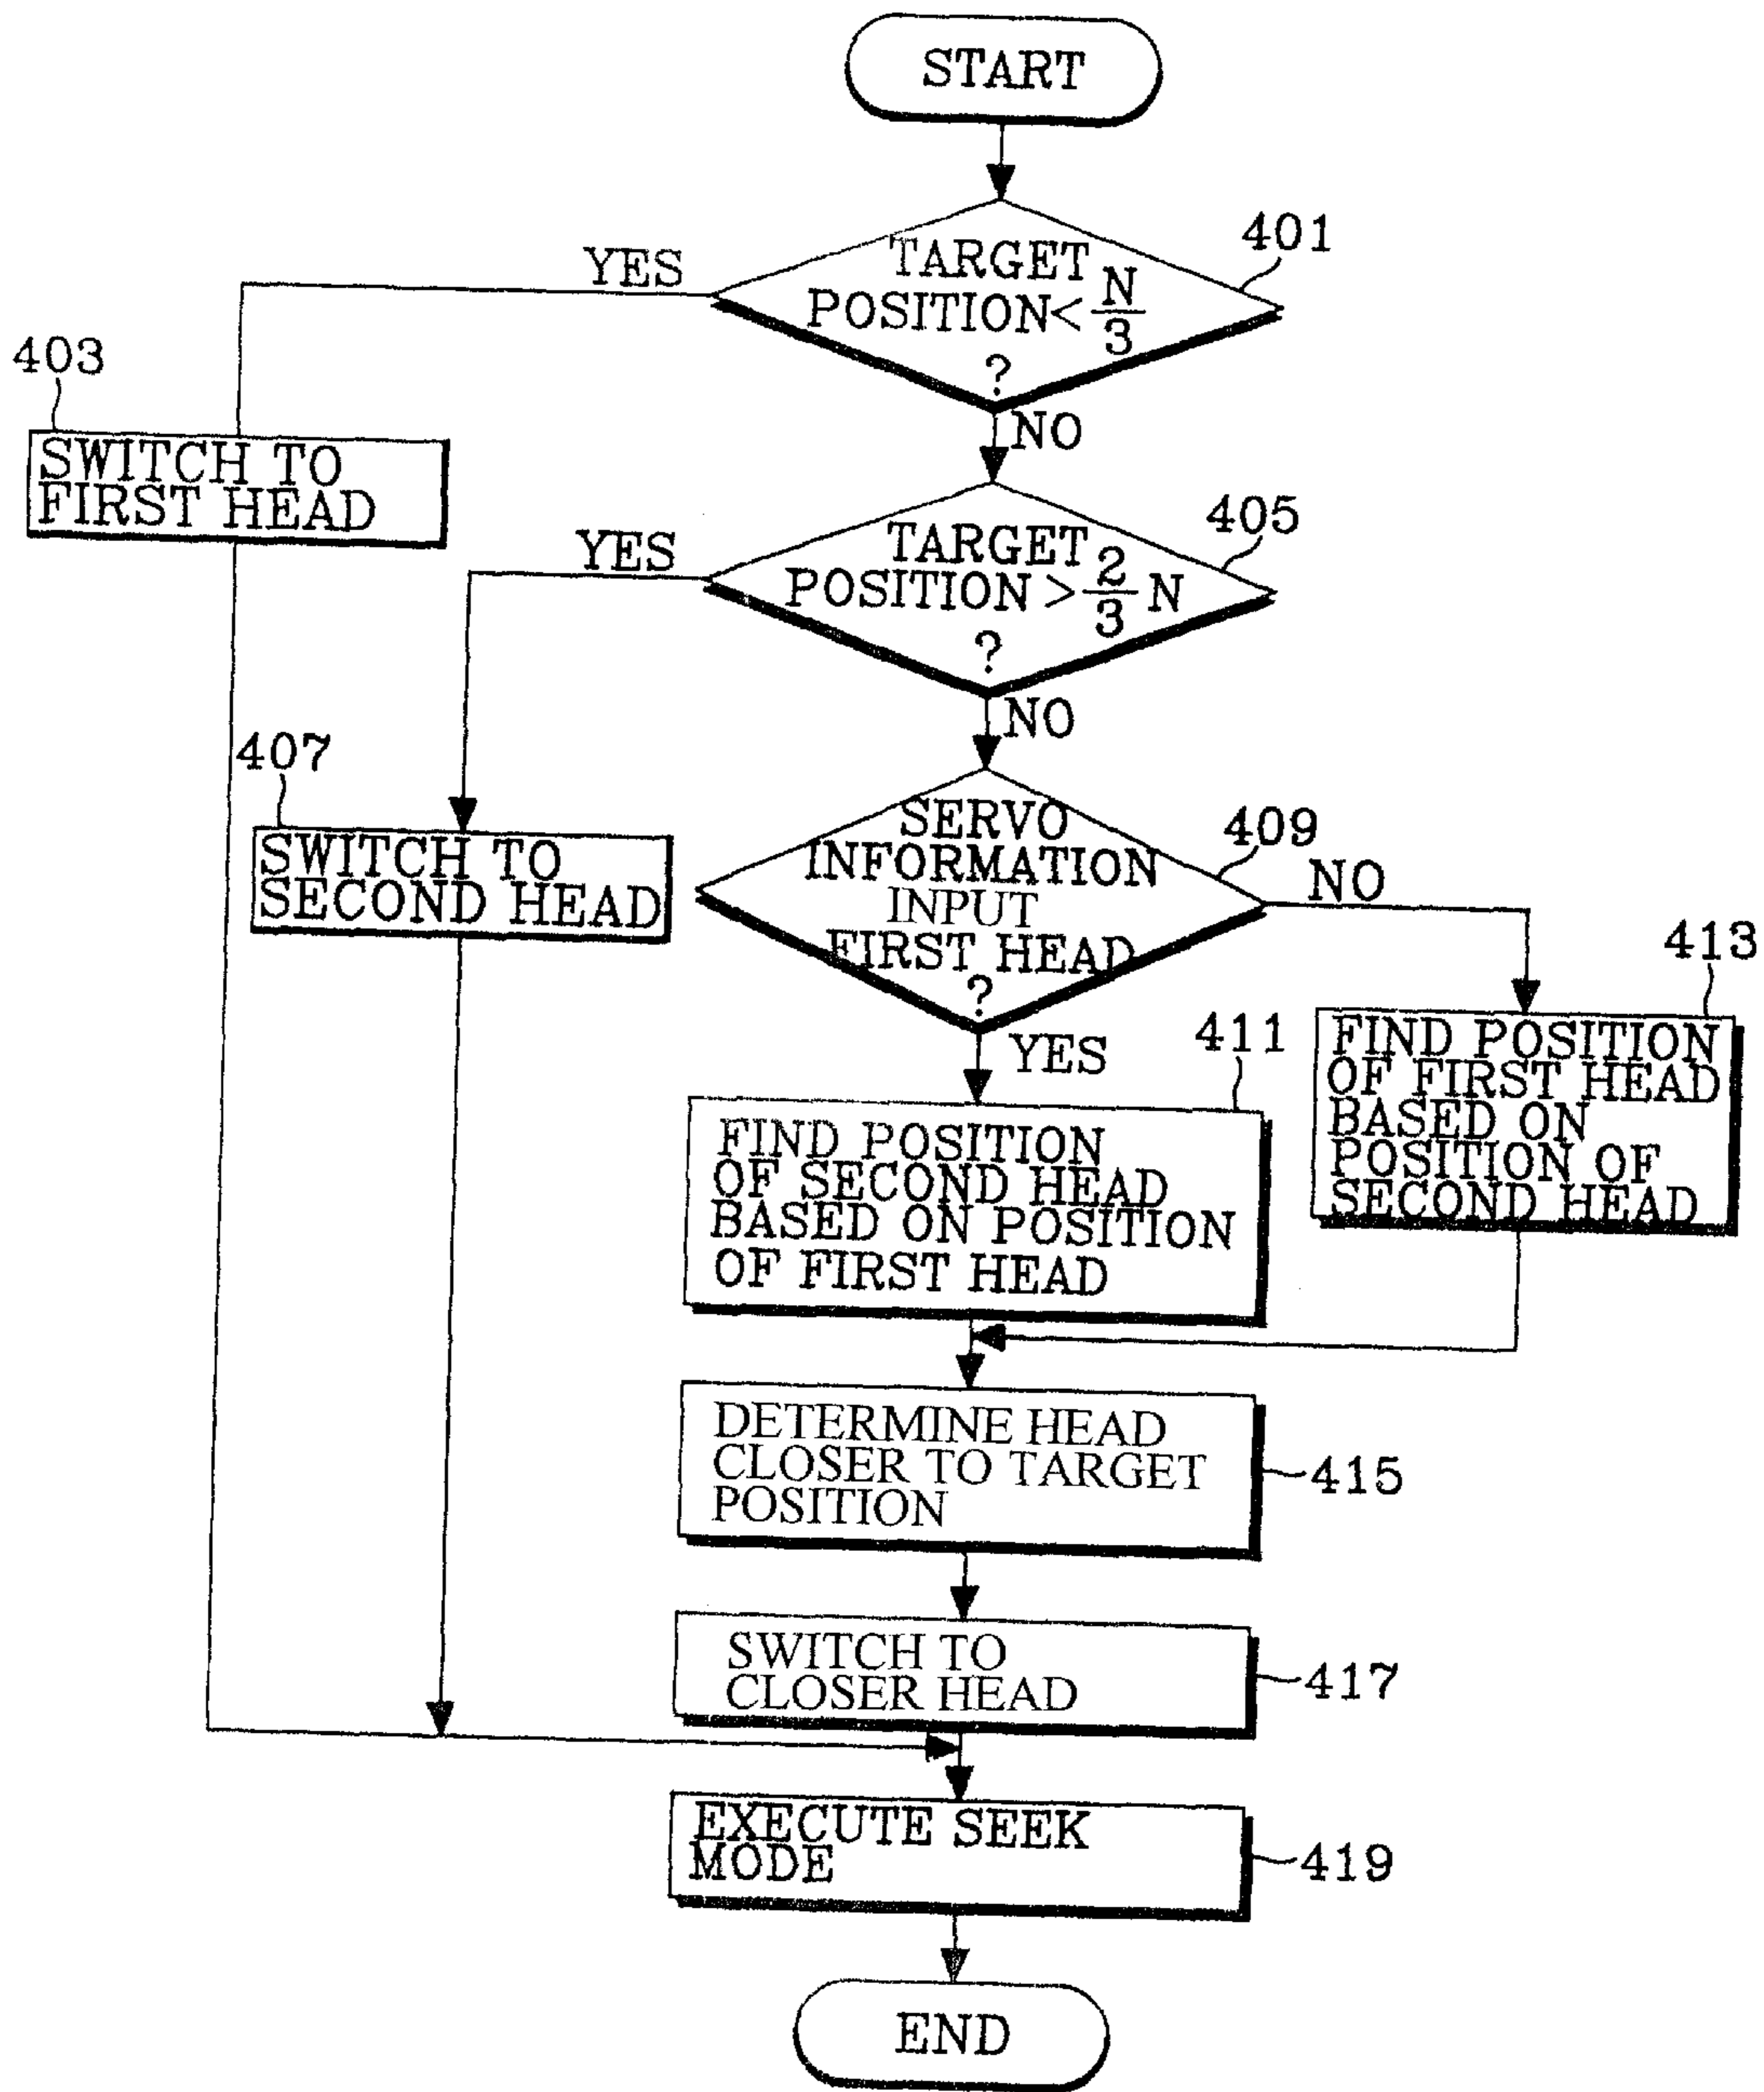 START
401
TARGET
POSITION < N/3
?
YES
NO
403
SWITCH TO
FIRST HEAD
405
TARGET
POSITION > 2/3 N
?
YES
NO
407
SWITCH TO
SECOND HEAD
409
SERVO
INFORMATION
INPUT
FIRST HEAD
?
NO
YES
413
FIND POSITION
OF FIRST HEAD
BASED ON
POSITION OF
SECOND HEAD
411
FIND POSITION
OF SECOND HEAD
BASED ON POSITION
OF FIRST HEAD
DETERMINE HEAD
CLOSER TO TARGET
POSITION
415
SWITCH TO
CLOSER HEAD
417
EXECUTE SEEK
MODE
419
END